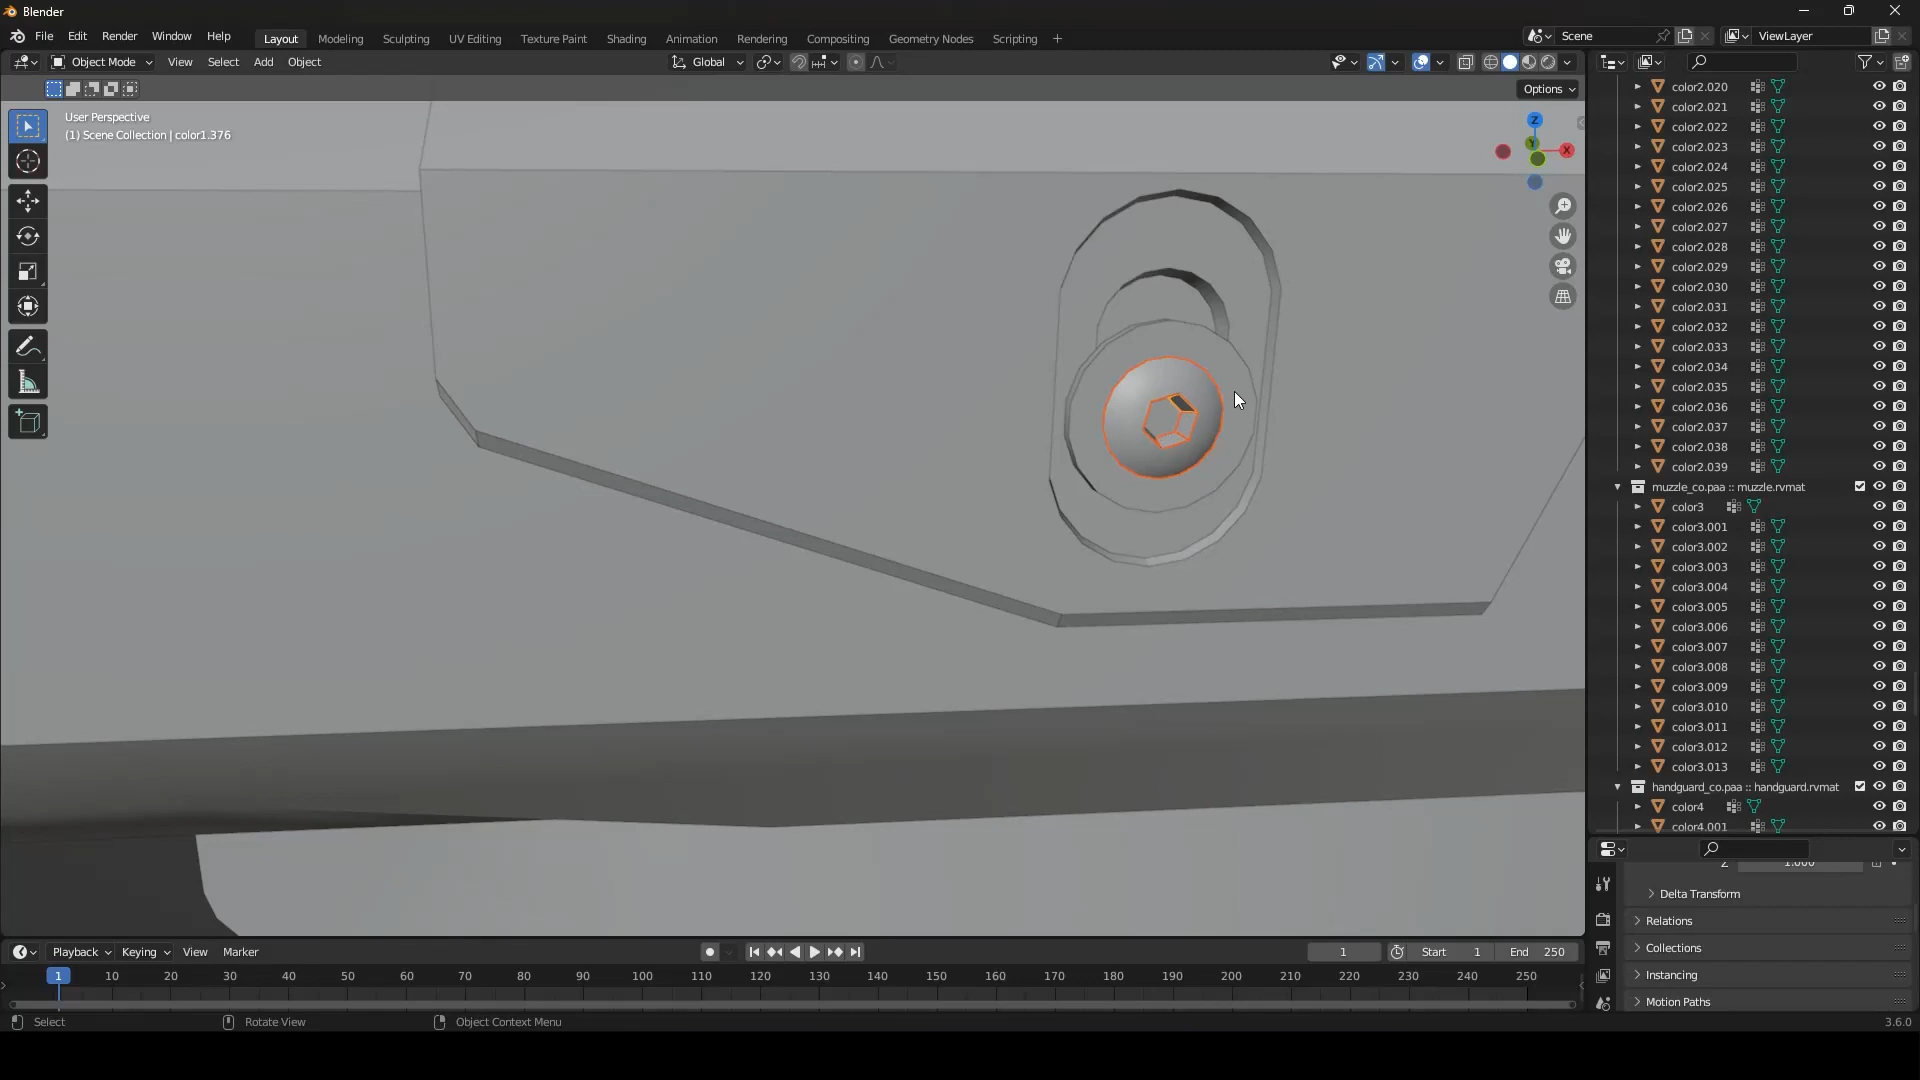 Blender
File Edit Render Window Help
Layout Modeling Sculpting UV Editing Texture Paint Shading Animation Rendering Compositing Geometry Nodes Scripting +
Scene
ViewLayer
Object Mode View Select Add Object
Global
Options
User Perspective
(1) Scene Collection | color1.376
Z
Y
X
color2.020
color2.021
color2.022
color2.023
color2.024
color2.025
color2.026
color2.027
color2.028
color2.029
color2.030
color2.031
color2.032
color2.033
color2.034
color2.035
color2.036
color2.037
color2.038
color2.039
muzzle_co.paa :: muzzle.rvmat
color3
color3.001
color3.002
color3.003
color3.004
color3.005
color3.006
color3.007
color3.008
color3.009
color3.010
color3.011
color3.012
color3.013
handguard_co.paa :: handguard.rvmat
color4
color4.001
Z 1.000
Delta Transform
Relations
Collections
Instancing
Motion Paths
Playback Keying View Marker
1 Start 1 End 250
1 10 20 30 40 50 60 70 80 90 100 110 120 130 140 150 160 170 180 190 200 210 220 230 240 250
Select Rotate View Object Context Menu
3.6.0